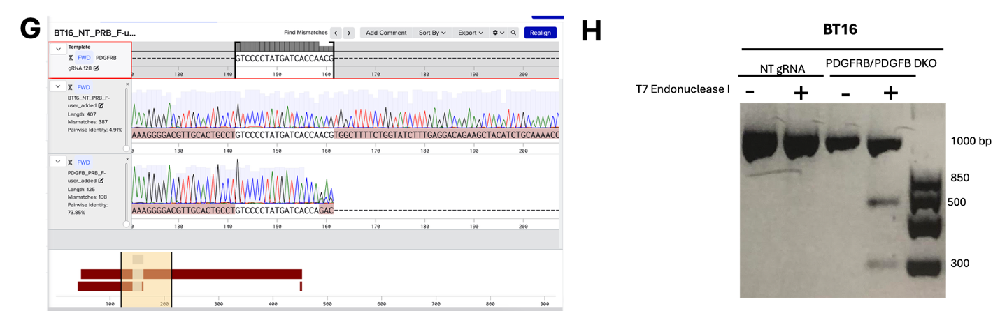 G
BT16_NT_PRB_F-u...
Find Mismatches
Add Comment
Sort By
Export
Realign
Template
FWD PDGFRB
gRNA 128
GTCCCCTATGATCACCAACG
130 140 150 160 170 180 190 200
FWD
BT16_NT_PRB_F-
user_added
Length: 407
Mismatches: 387
Pairwise Identity: 4.91%
AAAGGGGACGTTGCACTGCCTGTCCCCTATGATCACCAACGTGGCTTTTCTGGTATCTTTGAGGACAGAAGCTACATCTGCAAAACC
130 140 150 160 170 180 190 200
FWD
PDGFB_PRB_F-
user_added
Length: 125
Mismatches: 108
Pairwise Identity:
73.85%
AAAGGGGACGTTGCACTGCCTGTCCCCTATGATCACCAGAC
130 140 150 160 170 180 190 200
100 200 300 400 500 600 700 800 900
H
BT16
NT gRNA
PDGFRB/PDGFB DKO
T7 Endonuclease I - + - +
1000 bp
850
500
300